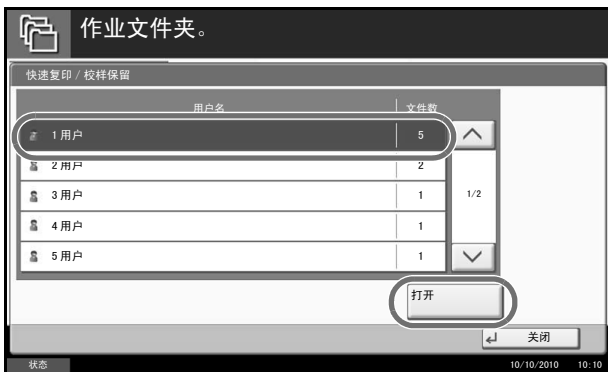 作业文件夹。
快速复印 / 校样保留
用户名 文件数
1 用户 5
2 用户 2
3 用户 1
1/2
4 用户 1
5 用户 1
打开
关闭
状态 10/10/2010 10:10